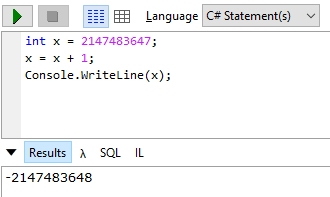 Language C# Statement(s)
int x = 2147483647;
x = x + 1;
Console.WriteLine(x);
Results λ SQL IL
-2147483648